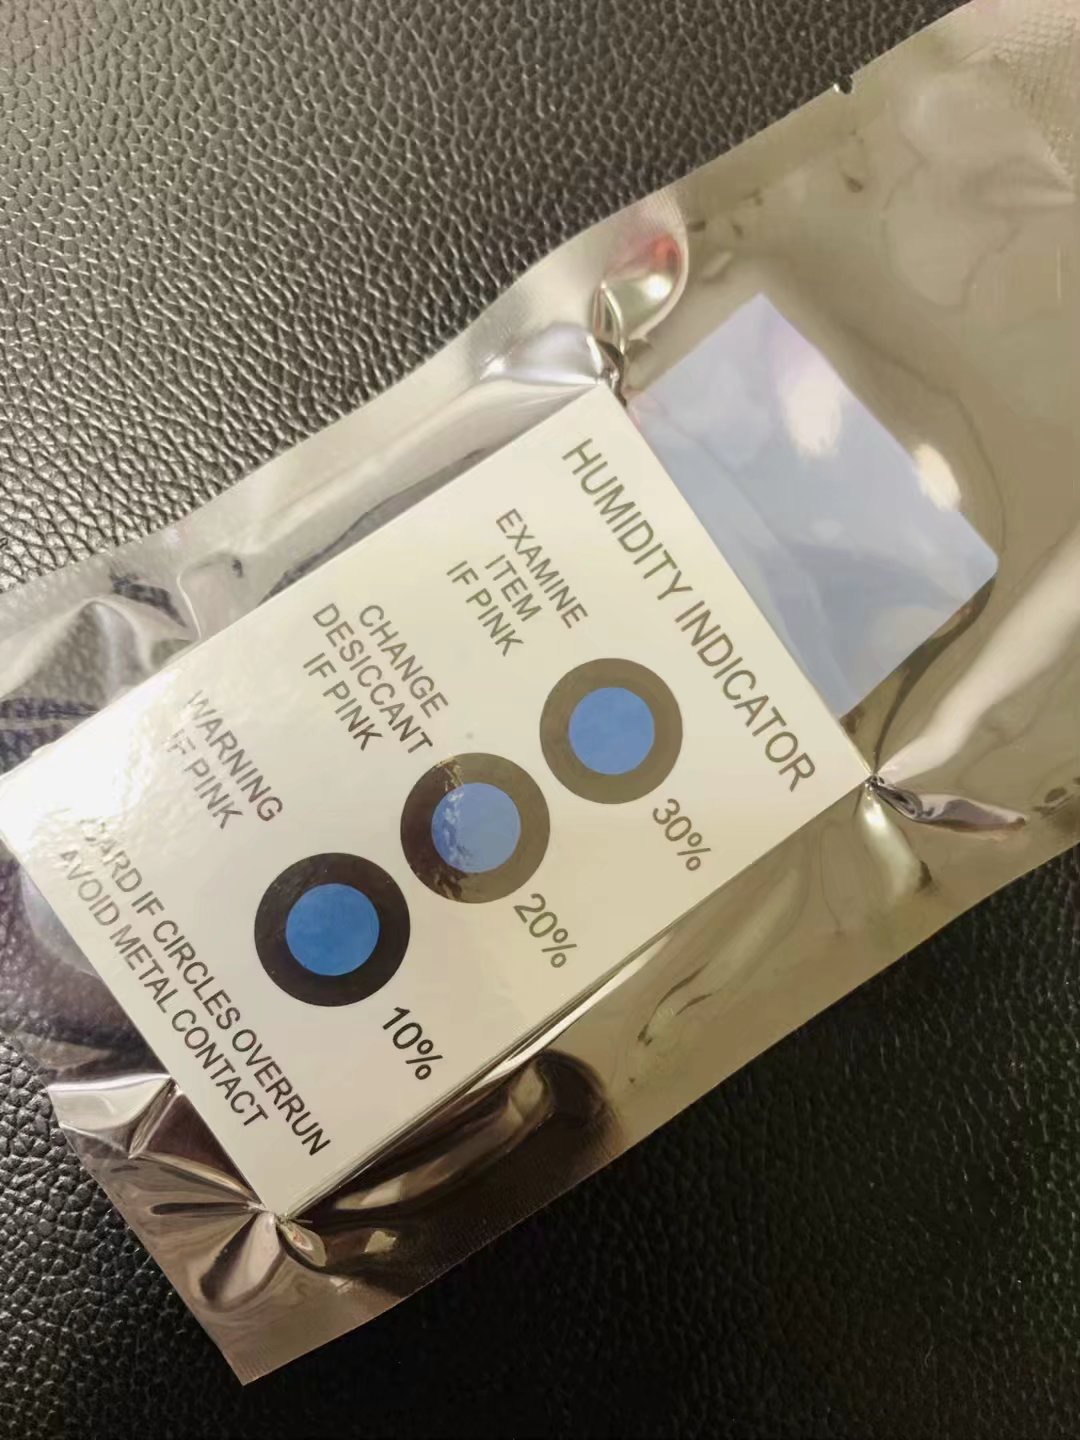 HUMIDITY INDICATOR
EXAMINE
ITEM
IF PINK
30%
CHANGE
DESICCANT
IF PINK
20%
WARNING
IF PINK
10%
CARD IF CIRCLES OVERRUN
AVOID METAL CONTACT